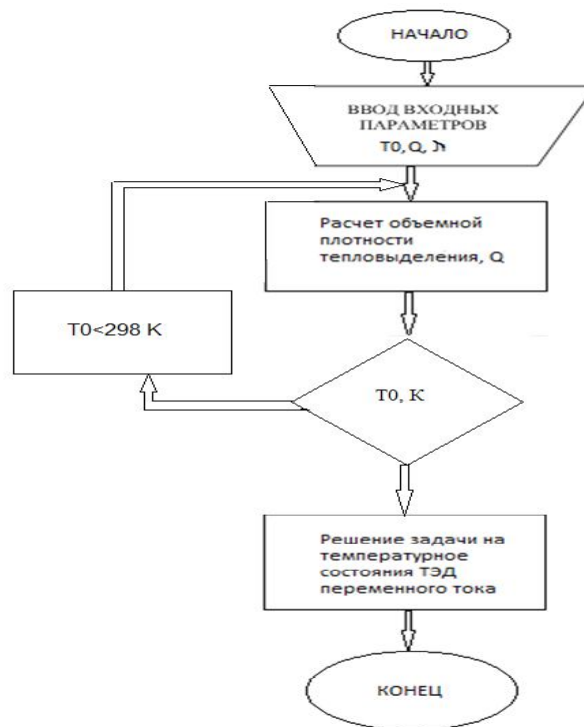 НАЧАЛО
ВВОД ВХОДНЫХ
ПАРАМЕТРОВ
T0, Q,
Расчет объемной
плотности
тепловыделения, Q
T0<298 K
T0, K
Решение задачи на
температурное
состояния ТЭД
переменного тока
КОНЕЦ